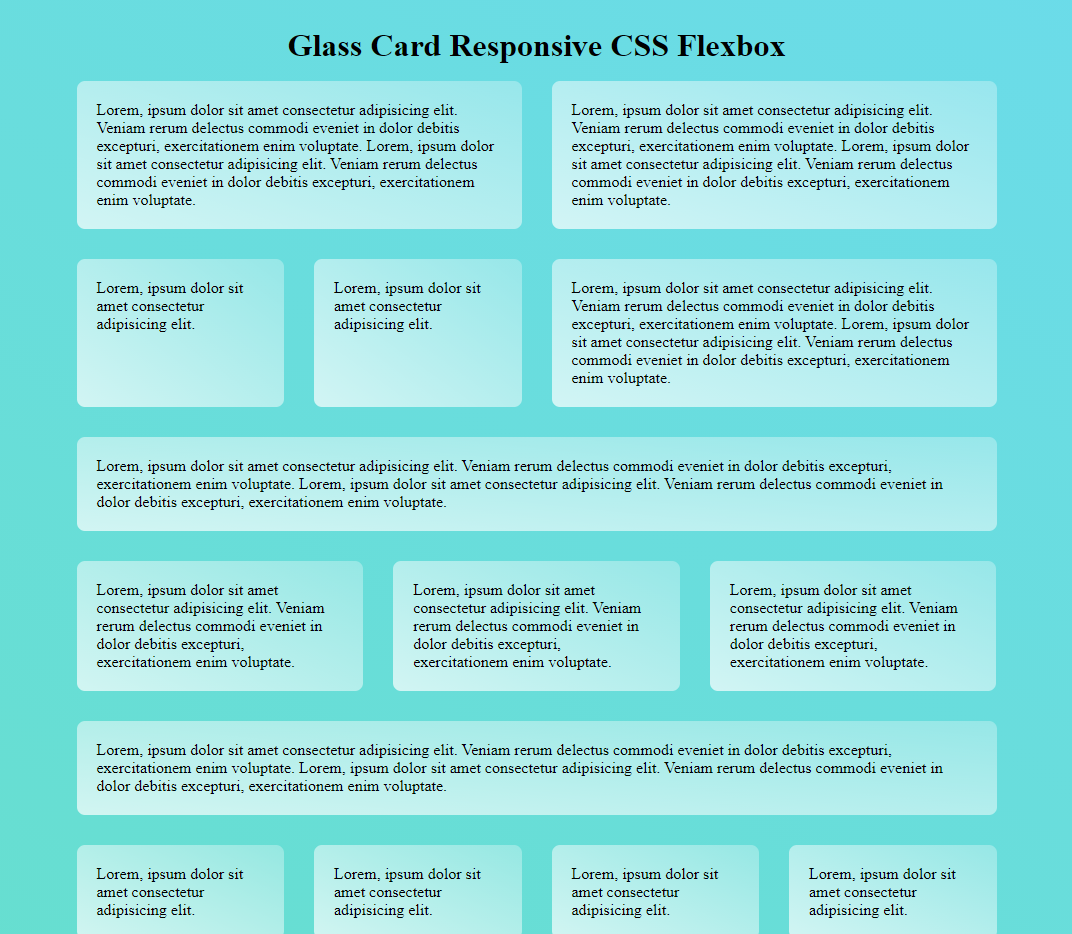 Glass Card Responsive CSS Flexbox
Lorem, ipsum dolor sit amet consectetur adipisicing elit.
Veniam rerum delectus commodi eveniet in dolor debitis
excepturi, exercitationem enim voluptate. Lorem, ipsum dolor
sit amet consectetur adipisicing elit. Veniam rerum delectus
commodi eveniet in dolor debitis excepturi, exercitationem
enim voluptate.
Lorem, ipsum dolor sit amet consectetur adipisicing elit.
Veniam rerum delectus commodi eveniet in dolor debitis
excepturi, exercitationem enim voluptate. Lorem, ipsum dolor
sit amet consectetur adipisicing elit. Veniam rerum delectus
commodi eveniet in dolor debitis excepturi, exercitationem
enim voluptate.
Lorem, ipsum dolor sit
amet consectetur
adipisicing elit.
Lorem, ipsum dolor sit
amet consectetur
adipisicing elit.
Lorem, ipsum dolor sit amet consectetur adipisicing elit.
Veniam rerum delectus commodi eveniet in dolor debitis
excepturi, exercitationem enim voluptate. Lorem, ipsum dolor
sit amet consectetur adipisicing elit. Veniam rerum delectus
commodi eveniet in dolor debitis excepturi, exercitationem
enim voluptate.
Lorem, ipsum dolor sit amet consectetur adipisicing elit. Veniam rerum delectus commodi eveniet in dolor debitis excepturi,
exercitationem enim voluptate. Lorem, ipsum dolor sit amet consectetur adipisicing elit. Veniam rerum delectus commodi eveniet in
dolor debitis excepturi, exercitationem enim voluptate.
Lorem, ipsum dolor sit amet
consectetur adipisicing elit. Veniam
rerum delectus commodi eveniet in
dolor debitis excepturi,
exercitationem enim voluptate.
Lorem, ipsum dolor sit amet
consectetur adipisicing elit. Veniam
rerum delectus commodi eveniet in
dolor debitis excepturi,
exercitationem enim voluptate.
Lorem, ipsum dolor sit amet
consectetur adipisicing elit. Veniam
rerum delectus commodi eveniet in
dolor debitis excepturi,
exercitationem enim voluptate.
Lorem, ipsum dolor sit amet consectetur adipisicing elit. Veniam rerum delectus commodi eveniet in dolor debitis excepturi,
exercitationem enim voluptate. Lorem, ipsum dolor sit amet consectetur adipisicing elit. Veniam rerum delectus commodi eveniet in
dolor debitis excepturi, exercitationem enim voluptate.
Lorem, ipsum dolor sit
amet consectetur
adipisicing elit.
Lorem, ipsum dolor sit
amet consectetur
adipisicing elit.
Lorem, ipsum dolor sit
amet consectetur
adipisicing elit.
Lorem, ipsum dolor sit
amet consectetur
adipisicing elit.